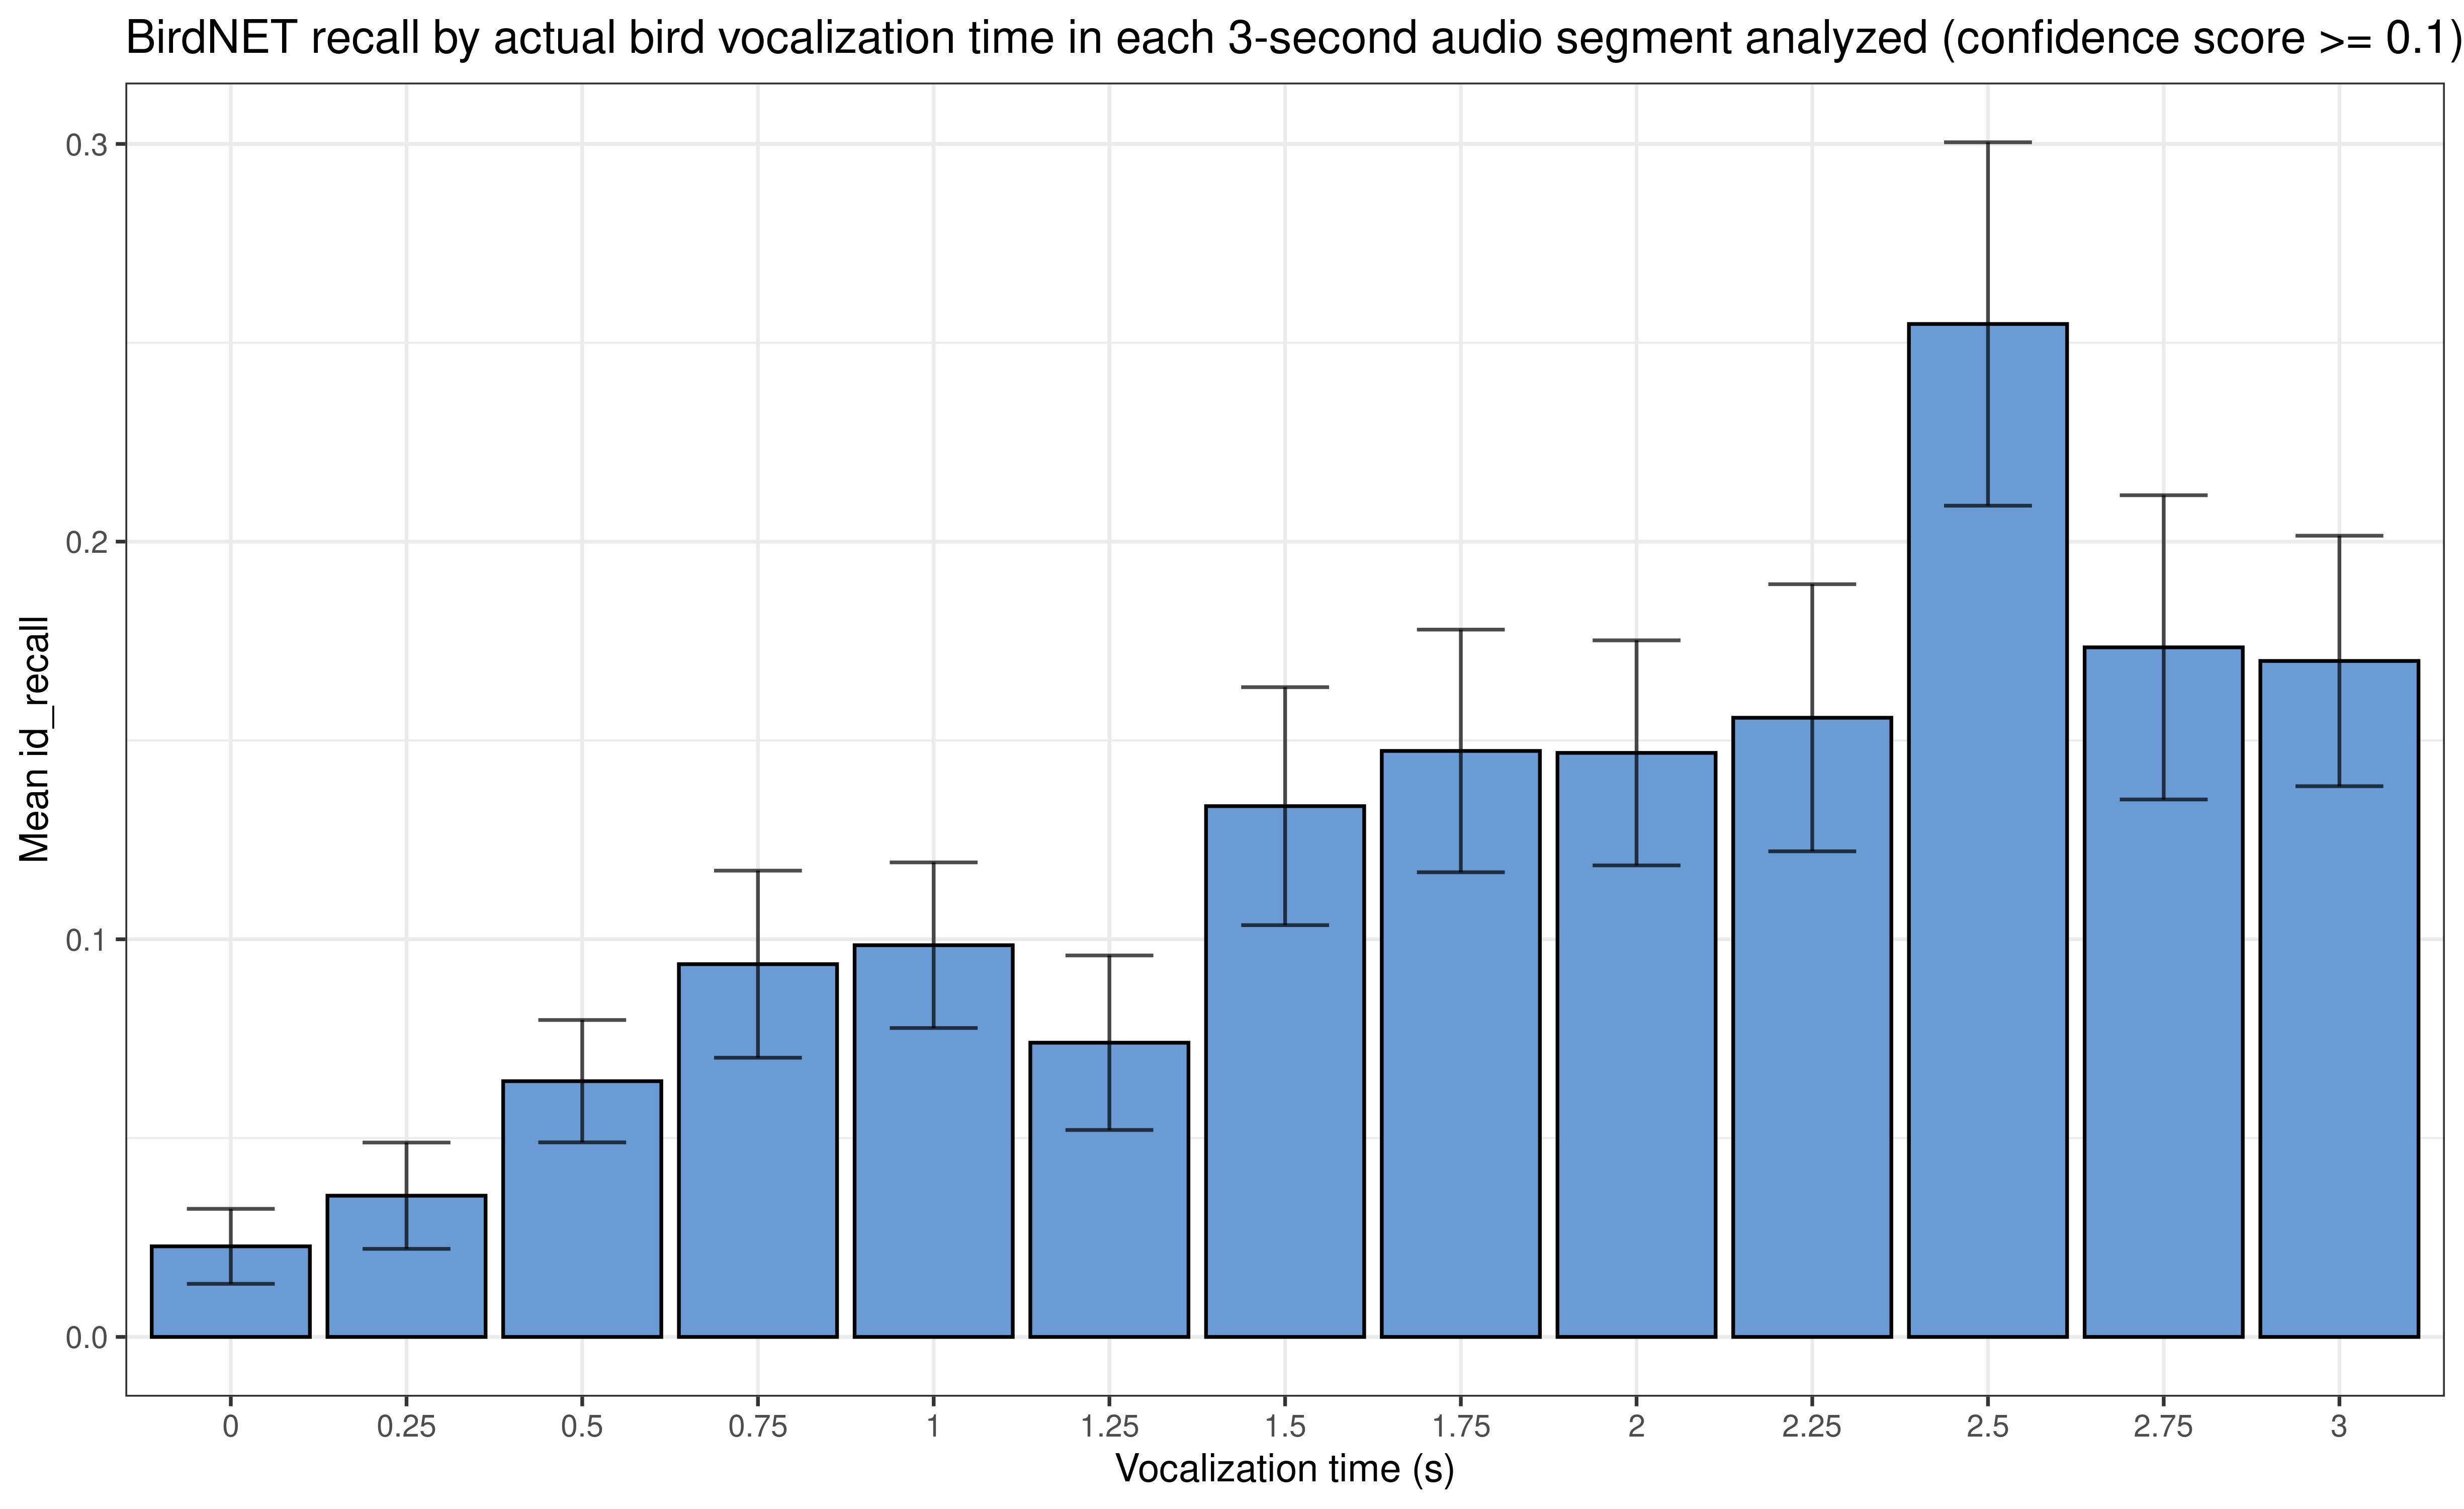 BirdNET recall by actual bird vocalization time in each 3-second audio segment analyzed (confidence score >= 0.1)
Mean id_recall
0.3
0.2
0.1
0.0
0 0.25 0.5 0.75 1 1.25 1.5 1.75 2 2.25 2.5 2.75 3
Vocalization time (s)